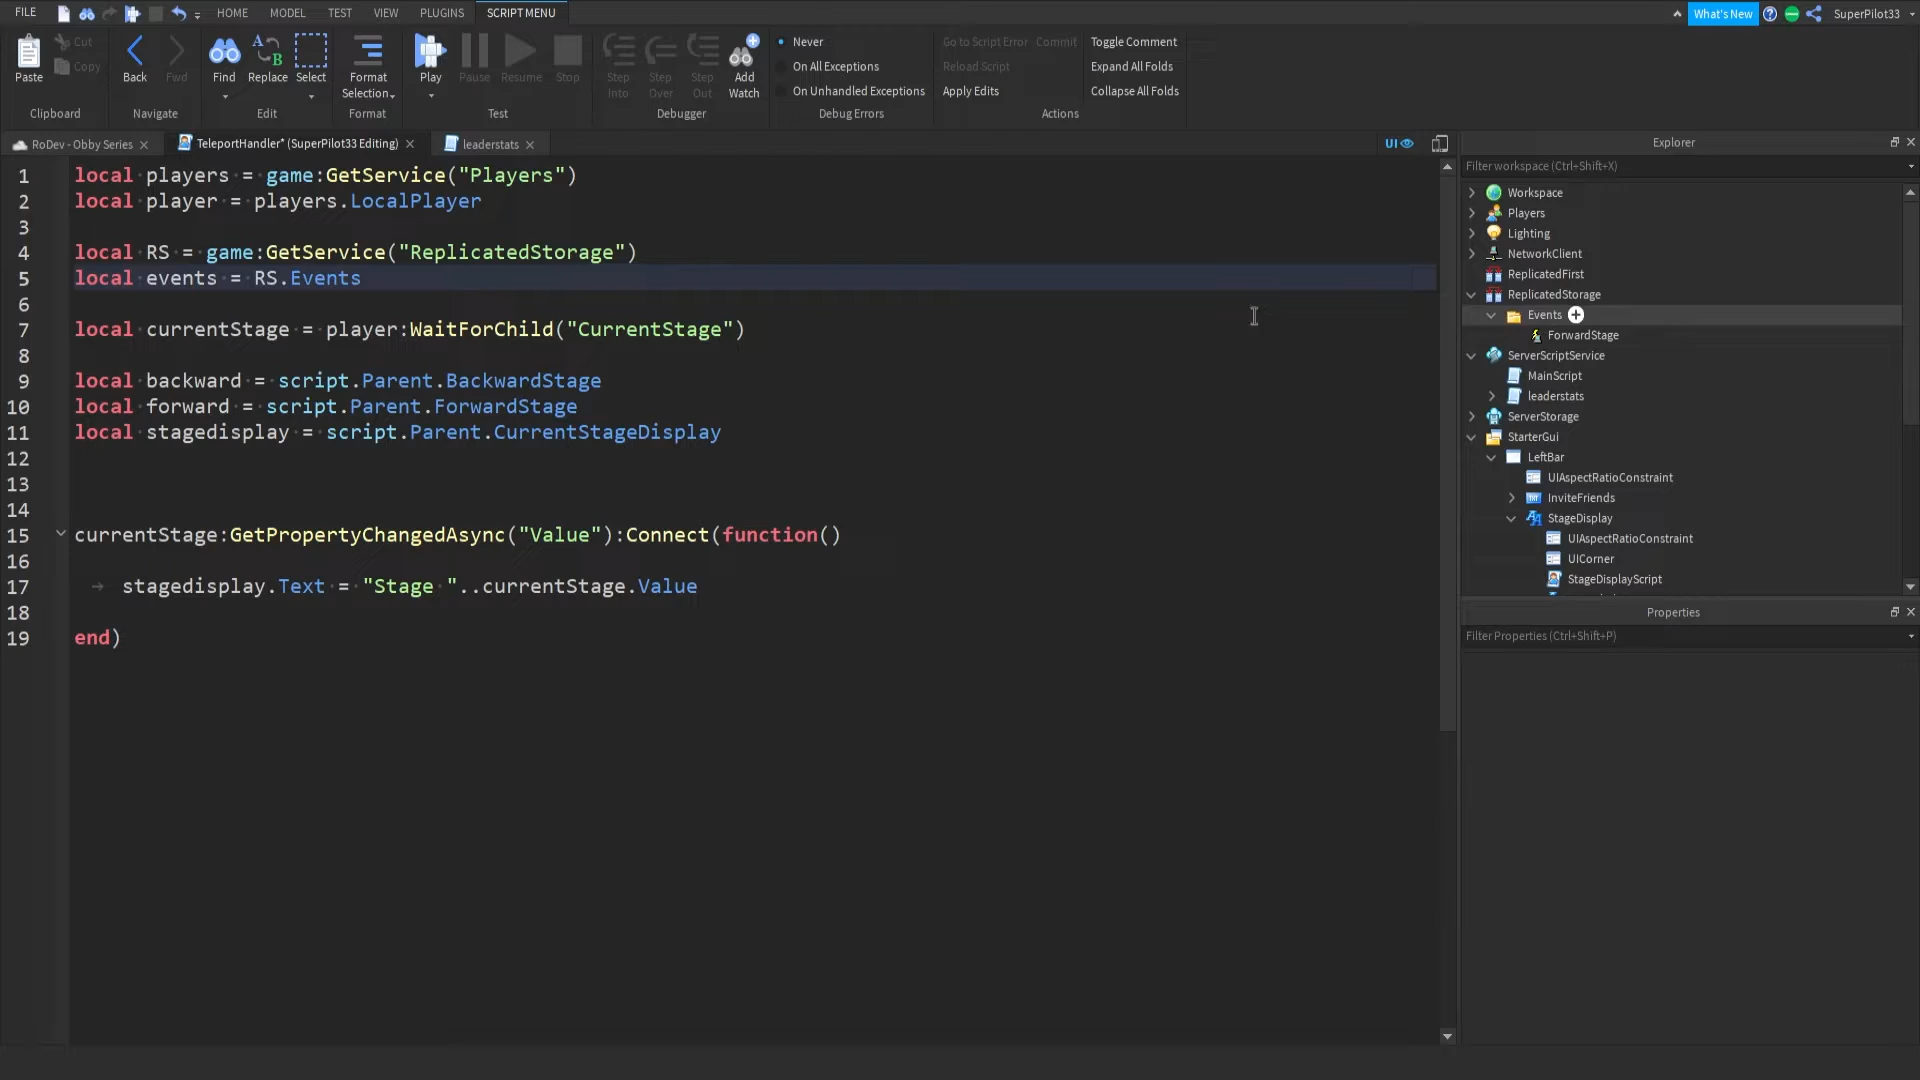 FILE HOME MODEL TEST VIEW PLUGINS SCRIPT MENU What's New SuperPilot33
Paste Cut Copy Clipboard
Back Fwd Navigate
Find Replace Select Edit
Format Selection Format
Play Pause Resume Stop Test
Step Into Step Over Step Out Add Watch Debugger
Never
On All Exceptions
On Unhandled Exceptions
Debug Errors
Go to Script Error Commit Toggle Comment
Reload Script Expand All Folds
Apply Edits Collapse All Folds
Actions
RoDev - Obby Series TeleportHandler* (SuperPilot33 Editing) leaderstats UI
1 local players = game:GetService("Players")
2 local player = players.LocalPlayer
3
4 local RS = game:GetService("ReplicatedStorage")
5 local events = RS.Events
6
7 local currentStage = player:WaitForChild("CurrentStage")
8
9 local backward = script.Parent.BackwardStage
10 local forward = script.Parent.ForwardStage
11 local stagedisplay = script.Parent.CurrentStageDisplay
12
13
14
15 currentStage:GetPropertyChangedAsync("Value"):Connect(function()
16
17 stagedisplay.Text = "Stage "..currentStage.Value
18
19 end)
Explorer
Filter workspace (Ctrl+Shift+X)
Workspace
Players
Lighting
NetworkClient
ReplicatedFirst
ReplicatedStorage
Events
ForwardStage
ServerScriptService
MainScript
leaderstats
ServerStorage
StarterGui
LeftBar
UIAspectRatioConstraint
InviteFriends
StageDisplay
UIAspectRatioConstraint
UICorner
StageDisplayScript
Properties
Filter Properties (Ctrl+Shift+P)